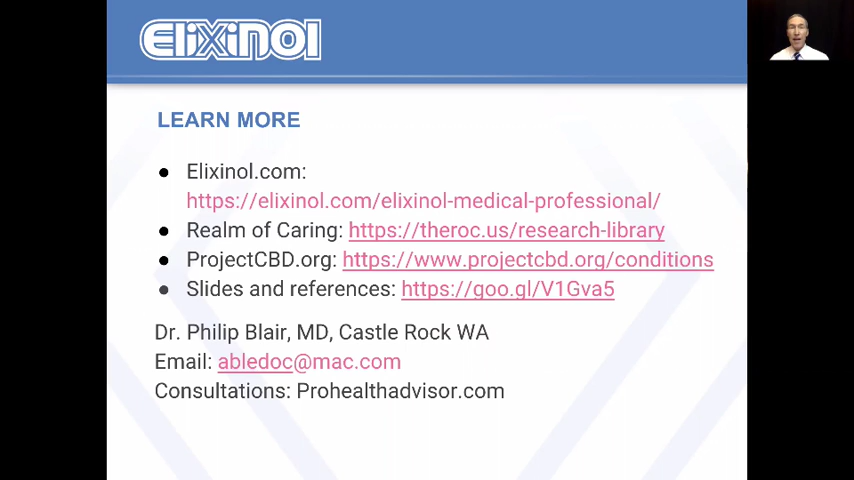 Elixinol
LEARN MORE
● Elixinol.com:
https://elixinol.com/elixinol-medical-professional/
● Realm of Caring: https://theroc.us/research-library
● ProjectCBD.org: https://www.projectcbd.org/conditions
● Slides and references: https://goo.gl/V1Gva5
Dr. Philip Blair, MD, Castle Rock WA
Email: abledoc@mac.com
Consultations: Prohealthadvisor.com